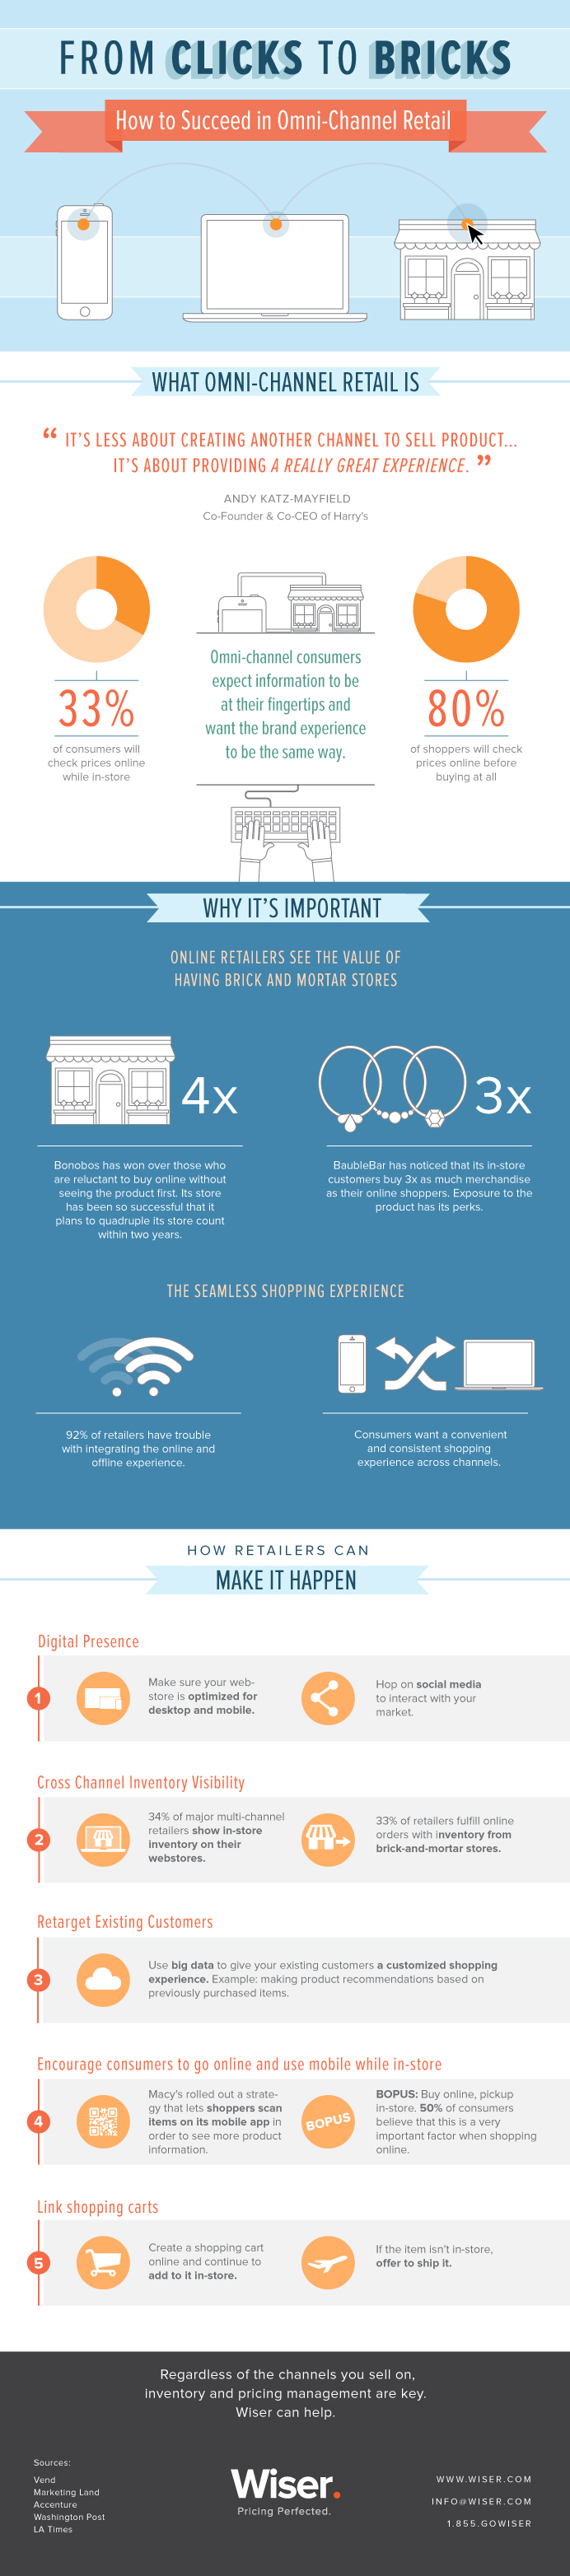 FROM CLICKS TO BRICKS
How to Succeed in Omni-Channel Retail
WHAT OMNI-CHANNEL RETAIL IS
“ IT'S LESS ABOUT CREATING ANOTHER CHANNEL TO SELL PRODUCT...
IT'S ABOUT PROVIDING A REALLY GREAT EXPERIENCE. ”
ANDY KATZ-MAYFIELD
Co-Founder & Co-CEO of Harry's
33%
of consumers will
check prices online
while in-store
Omni-channel consumers
expect information to be
at their fingertips and
want the brand experience
to be the same way.
80%
of shoppers will check
prices online before
buying at all
WHY IT'S IMPORTANT
ONLINE RETAILERS SEE THE VALUE OF
HAVING BRICK AND MORTAR STORES
4x
Bonobos has won over those who
are reluctant to buy online without
seeing the product first. Its store
has been so successful that it
plans to quadruple its store count
within two years.
3x
BaubleBar has noticed that its in-store
customers buy 3x as much merchandise
as their online shoppers. Exposure to the
product has its perks.
THE SEAMLESS SHOPPING EXPERIENCE
92% of retailers have trouble
with integrating the online and
offline experience.
Consumers want a convenient
and consistent shopping
experience across channels.
HOW RETAILERS CAN
MAKE IT HAPPEN
Digital Presence
1
Make sure your web-
store is optimized for
desktop and mobile.
Hop on social media
to interact with your
market.
Cross Channel Inventory Visibility
2
34% of major multi-channel
retailers show in-store
inventory on their
webstores.
33% of retailers fulfill online
orders with inventory from
brick-and-mortar stores.
Retarget Existing Customers
3
Use big data to give your existing customers a customized shopping
experience. Example: making product recommendations based on
previously purchased items.
Encourage consumers to go online and use mobile while in-store
4
Macy's rolled out a strate-
gy that lets shoppers scan
items on its mobile app in
order to see more product
information.
BOPUS
BOPUS: Buy online, pickup
in-store. 50% of consumers
believe that this is a very
important factor when shopping
online.
Link shopping carts
5
Create a shopping cart
online and continue to
add to it in-store.
If the item isn't in-store,
offer to ship it.
Regardless of the channels you sell on,
inventory and pricing management are key.
Wiser can help.
Sources:
Vend
Marketing Land
Accenture
Washington Post
LA Times
Wiser.
Pricing Perfected.
WWW.WISER.COM
INFO@WISER.COM
1.855.GOWISER